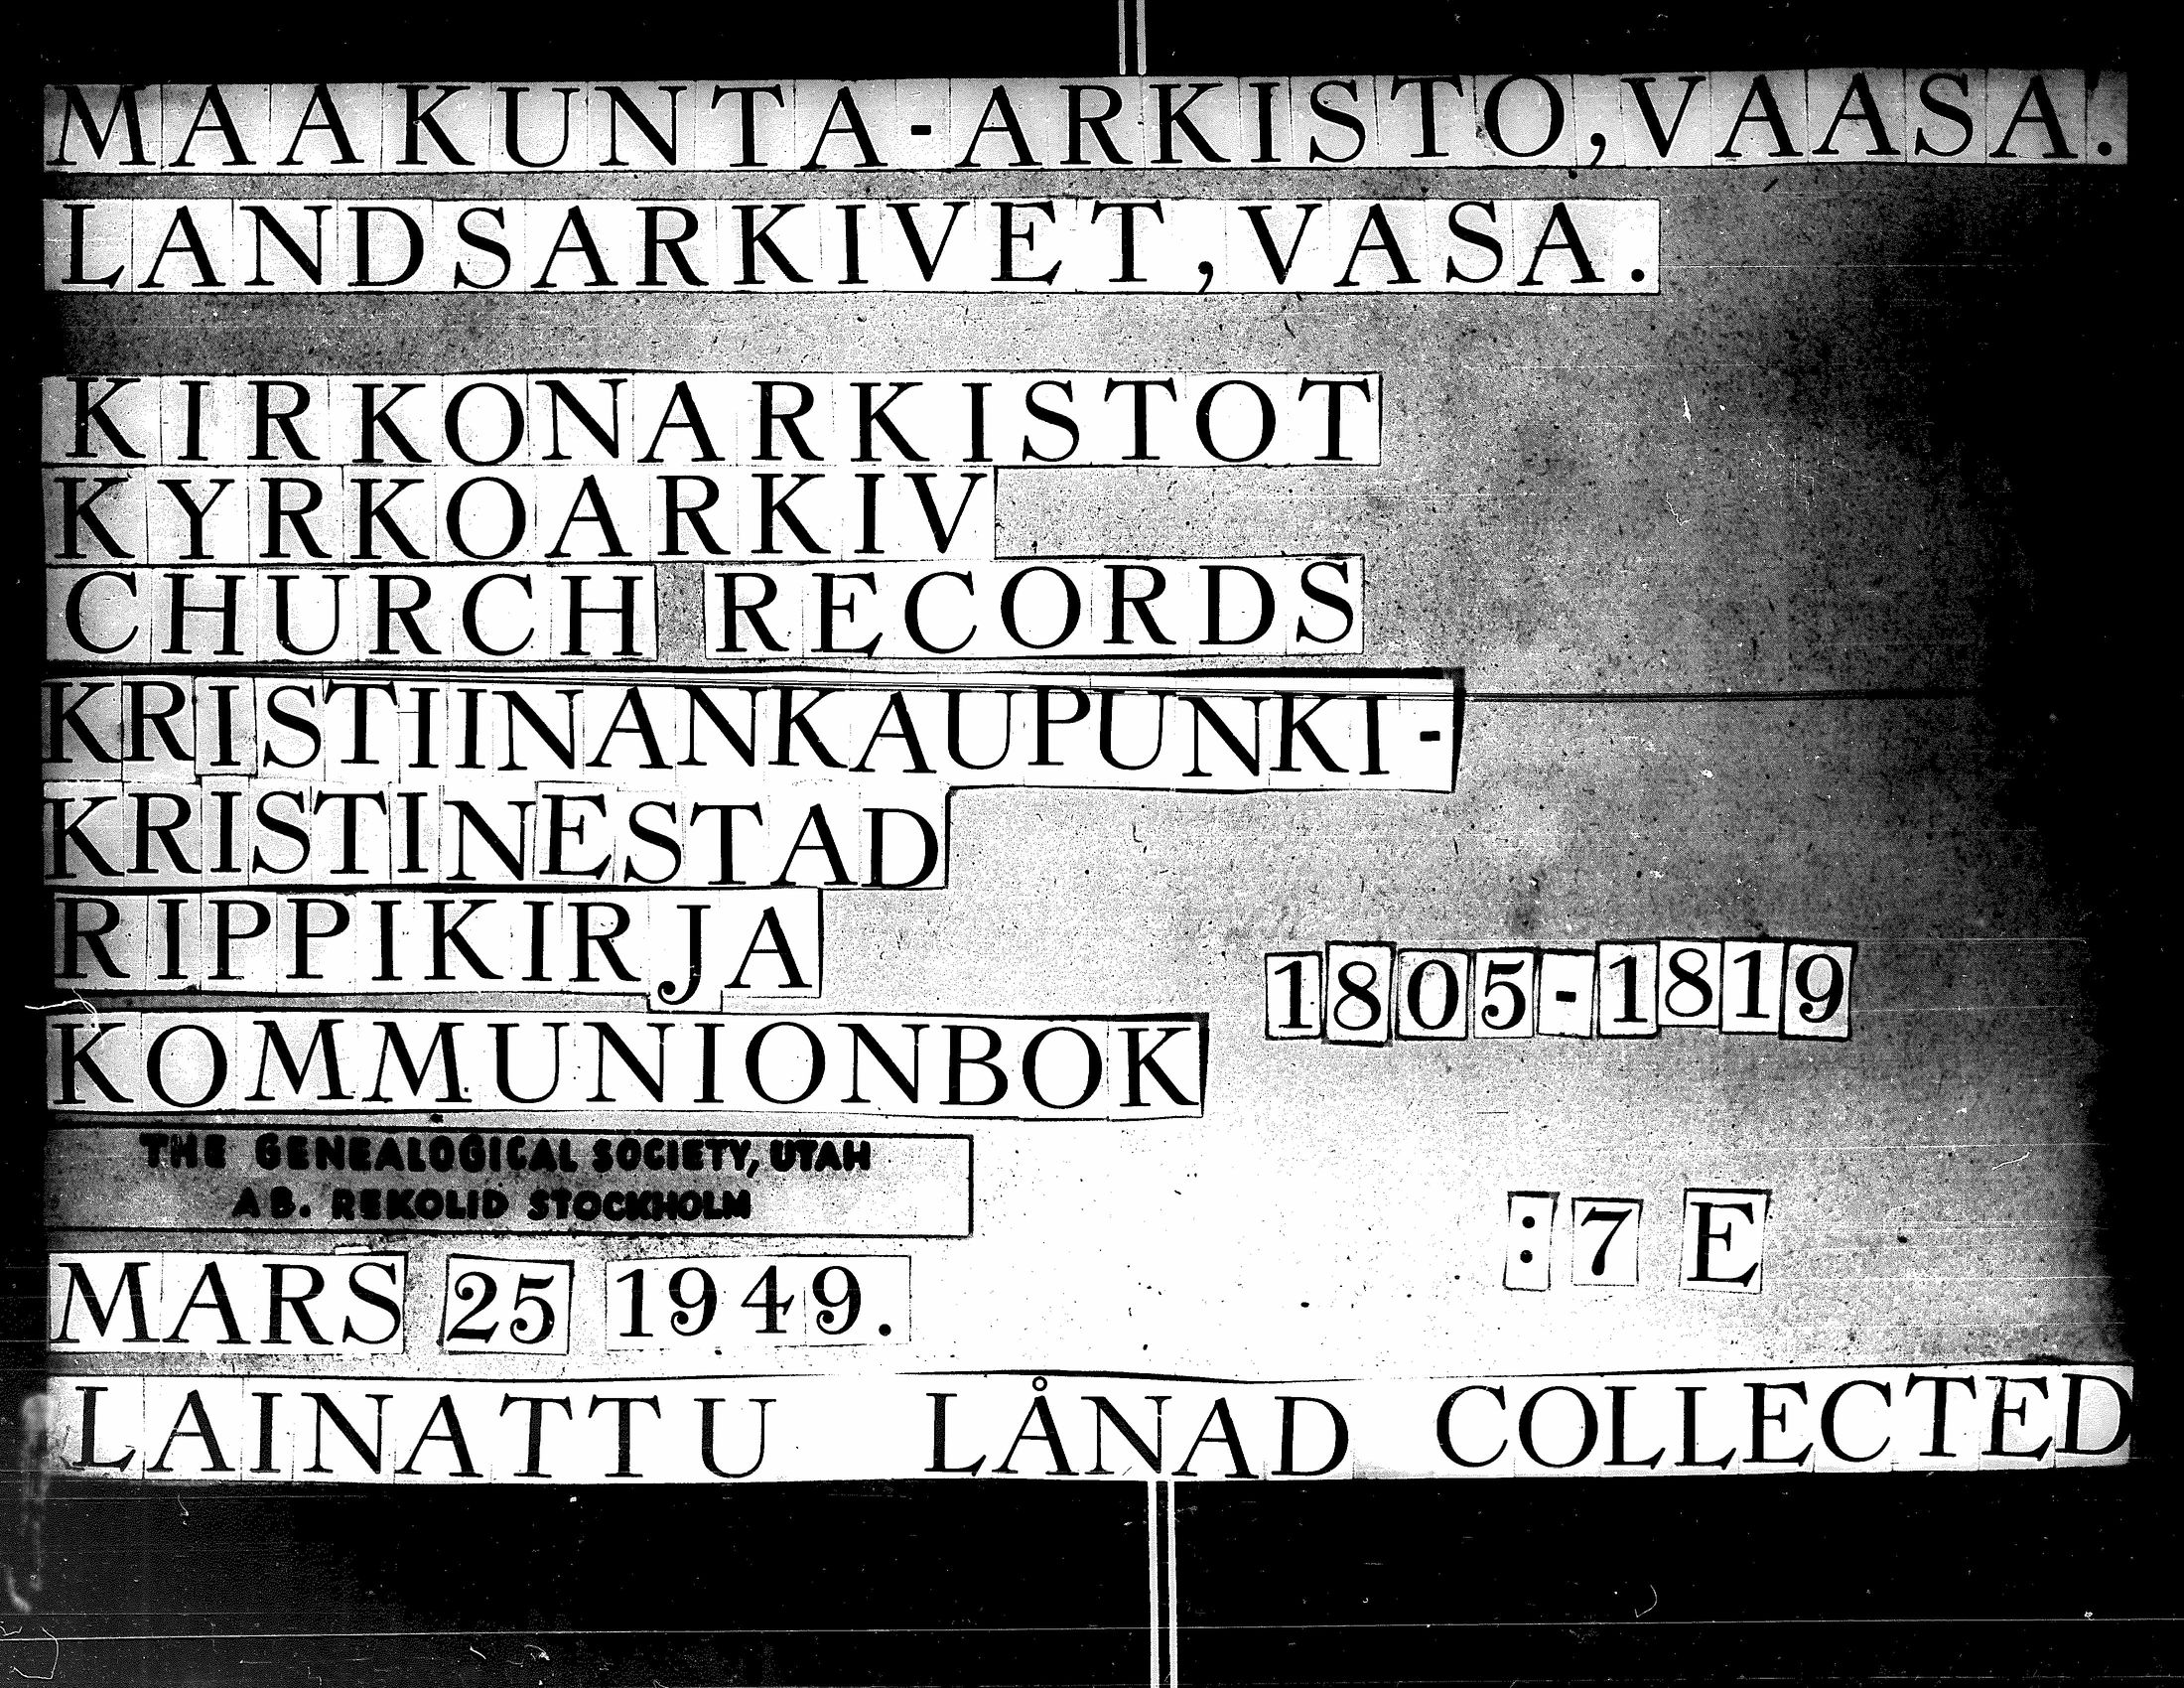 MAAKUNTA-ARKISTO,VAASA.
LANDSARKIVET,VASA.
KIRKONARKISTOT
KYRKOARKIV
CHURCH RECORDS
KRISTIINANKAUPUNKI-
KRISTINESTAD
RIPPIKIRJA
1805-1819
KOMMUNIONBOK
THE GENEALOGICAL SOCIETY, UTAH
AB. REKOLID STOCKHOLM
:7 E
MARS 25 1949.
LAINATTU LÅNAD COLLECTED